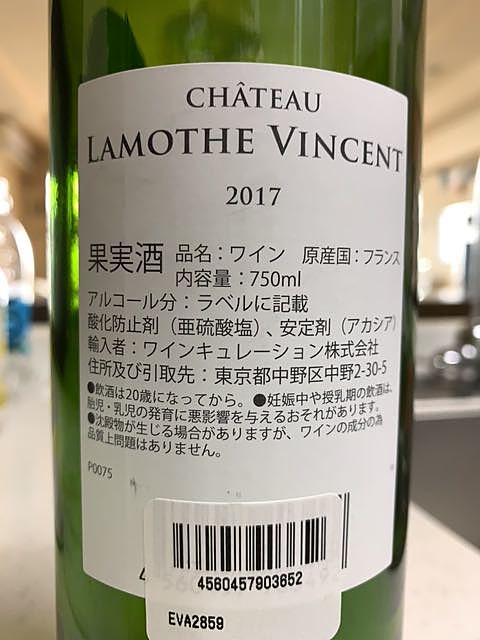 CHÂTEAU
LAMOTHE VINCENT
2017
果実酒 品名：ワイン 原産国：フランス
内容量：750ml
アルコール分：ラベルに記載
酸化防止剤（亜硫酸塩）、安定剤（アカシア）
輸入者：ワインキュレーション株式会社
住所及び引取先：東京都中野区中野2-30-5
●飲酒は20歳になってから。●妊娠中や授乳期の飲酒は、
胎児・乳児の発育に悪影響を与えるおそれがあります。
●沈殿物が生じる場合がありますが、ワインの成分の為
品質上問題はありません。
P0075
4560457903652
EVA2859